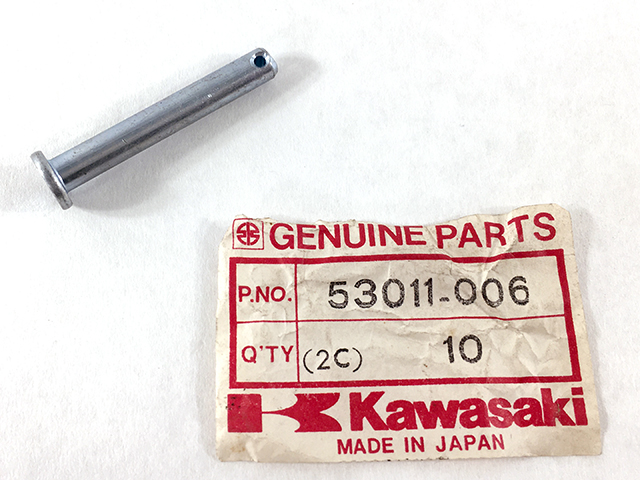 GENUINE PARTS
P.NO. 53011-006
Q'TY (2C) 10
Kawasaki
MADE IN JAPAN